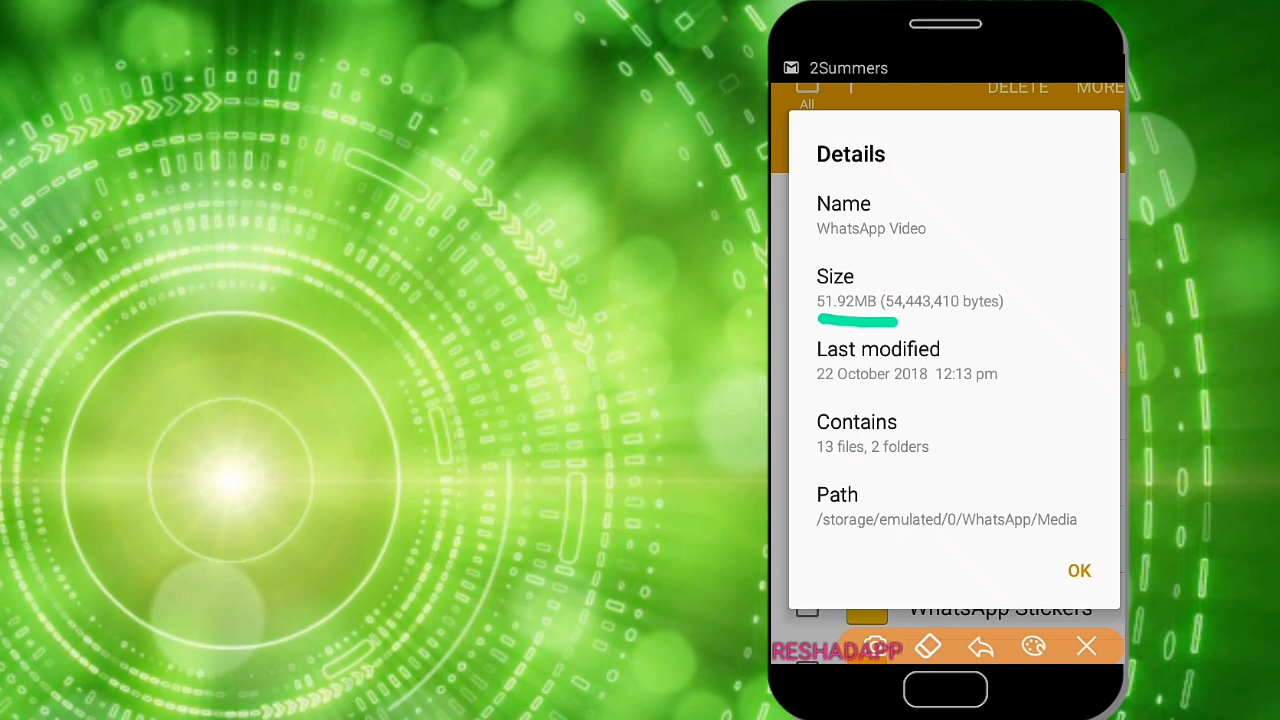 2Summers
DELETE MORE
All
Details
Name
WhatsApp Video
Size
51.92MB (54,443,410 bytes)
Last modified
22 October 2018 12:13 pm
Contains
13 files, 2 folders
Path
/storage/emulated/0/WhatsApp/Media
OK
WhatsApp Stickers
RESHADAPP